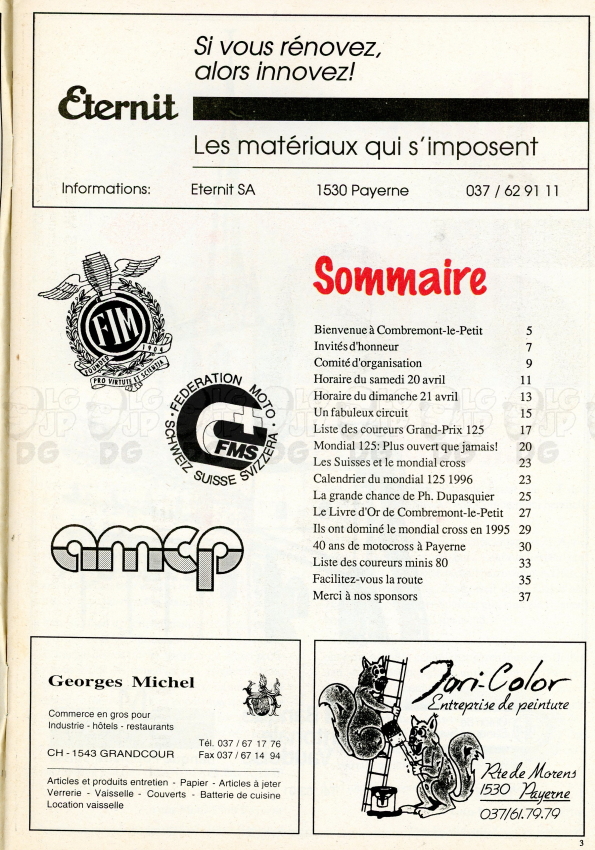 Si vous rénovez,
alors innovez!
Eternit
Les matériaux qui s'imposent
Informations: Eternit SA 1530 Payerne 037 / 62 91 11
FIM
FONDÉE 1904
PRO VIRTUTE ET SCIENTIA
FEDERATION MOTO
FMS
SCHWEIZ SUISSE SVIZZERA
amcp
Sommaire
Bienvenue à Combremont-le-Petit 5
Invités d'honneur 7
Comité d'organisation 9
Horaire du samedi 20 avril 11
Horaire du dimanche 21 avril 13
Un fabuleux circuit 15
Liste des coureurs Grand-Prix 125 17
Mondial 125: Plus ouvert que jamais! 20
Les Suisses et le mondial cross 23
Calendrier du mondial 125 1996 23
La grande chance de Ph. Dupasquier 25
Le Livre d'Or de Combremont-le-Petit 27
Ils ont dominé le mondial cross en 1995 29
40 ans de motocross à Payerne 30
Liste des coureurs minis 80 33
Facilitez-vous la route 35
Merci à nos sponsors 37
LG JP DG
Georges Michel
Commerce en gros pour
Industrie - hôtels - restaurants
Tél. 037 / 67 17 76
CH - 1543 GRANDCOUR Fax 037 / 67 14 94
Articles et produits entretien - Papier - Articles à jeter
Verrerie - Vaisselle - Couverts - Batterie de cuisine
Location vaisselle
Jori-Color
Entreprise de peinture
Rte de Morens
1530 Payerne
037/61.79.79
3